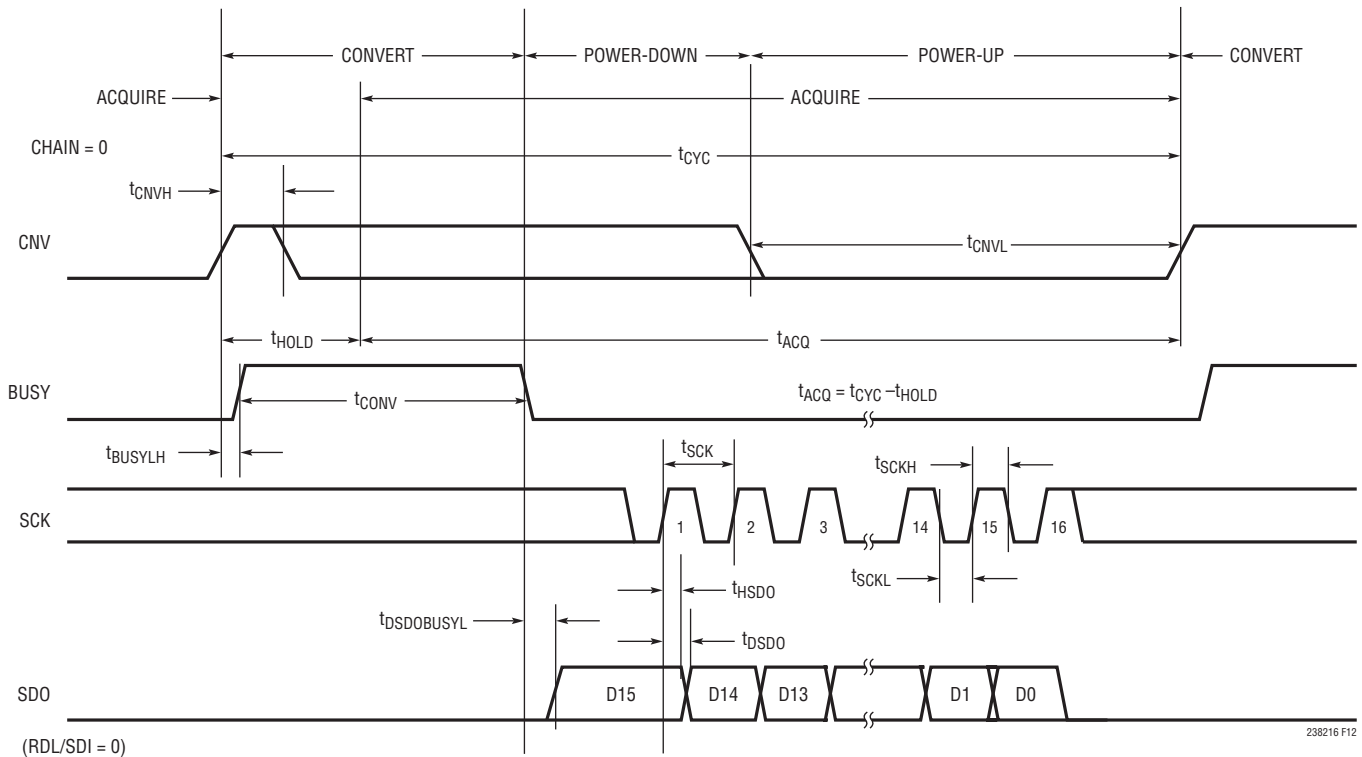 CONVERT POWER-DOWN POWER-UP CONVERT
ACQUIRE ACQUIRE
CHAIN = 0
tCYC
tCNVH
CNV
tCNVL
tHOLD tACQ
BUSY
tCONV
tACQ = tCYC –tHOLD
tBUSYLH
tSCK
tSCKH
SCK
1 2 3 14 15 16
tSCKL
tHSDO
tDSDOBUSYL
tDSDO
SDO
D15 D14 D13 D1 D0
238216 F12
(RDL/SDI = 0)